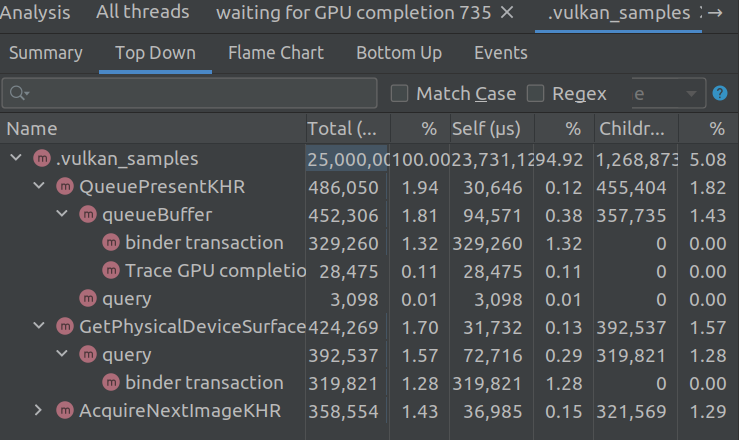 Analysis All threads waiting for GPU completion 735 .vulkan_samples
Summary Top Down Flame Chart Bottom Up Events
Match Case Regex
Name Total (... % Self (µs) % Childr... %
.vulkan_samples 25,000,00 100.00 23,731,12 94.92 1,268,873 5.08
QueuePresentKHR 486,050 1.94 30,646 0.12 455,404 1.82
queueBuffer 452,306 1.81 94,571 0.38 357,735 1.43
binder transaction 329,260 1.32 329,260 1.32 0 0.00
Trace GPU completio 28,475 0.11 28,475 0.11 0 0.00
query 3,098 0.01 3,098 0.01 0 0.00
GetPhysicalDeviceSurface 424,269 1.70 31,732 0.13 392,537 1.57
query 392,537 1.57 72,716 0.29 319,821 1.28
binder transaction 319,821 1.28 319,821 1.28 0 0.00
AcquireNextImageKHR 358,554 1.43 36,985 0.15 321,569 1.29